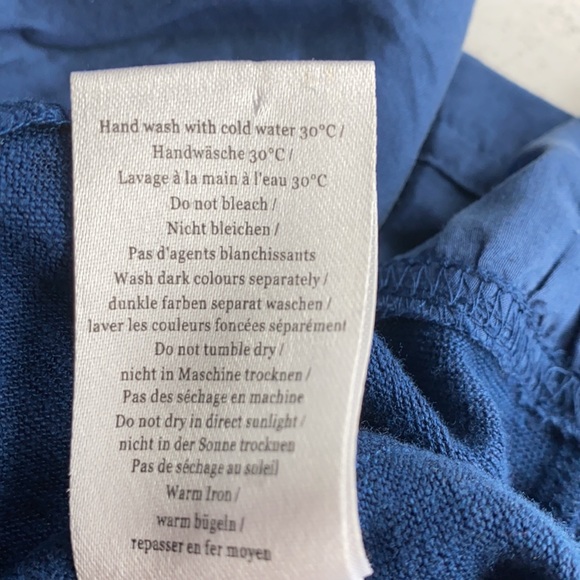 Hand wash with cold water 30°C /
Handwäsche 30°C /
Lavage à la main à l'eau 30°C
Do not bleach /
Nicht bleichen /
Pas d'agents blanchissants
Wash dark colours separately /
dunkle farben separat waschen /
laver les couleurs foncées séparément
Do not tumble dry /
nicht in Maschine trocknen /
Pas des séchage en machine
Do not dry in direct sunlight /
nicht in der Sonne trocknen
Pas de séchage au soleil
Warm Iron /
warm bügeln /
repasser en fer moyen